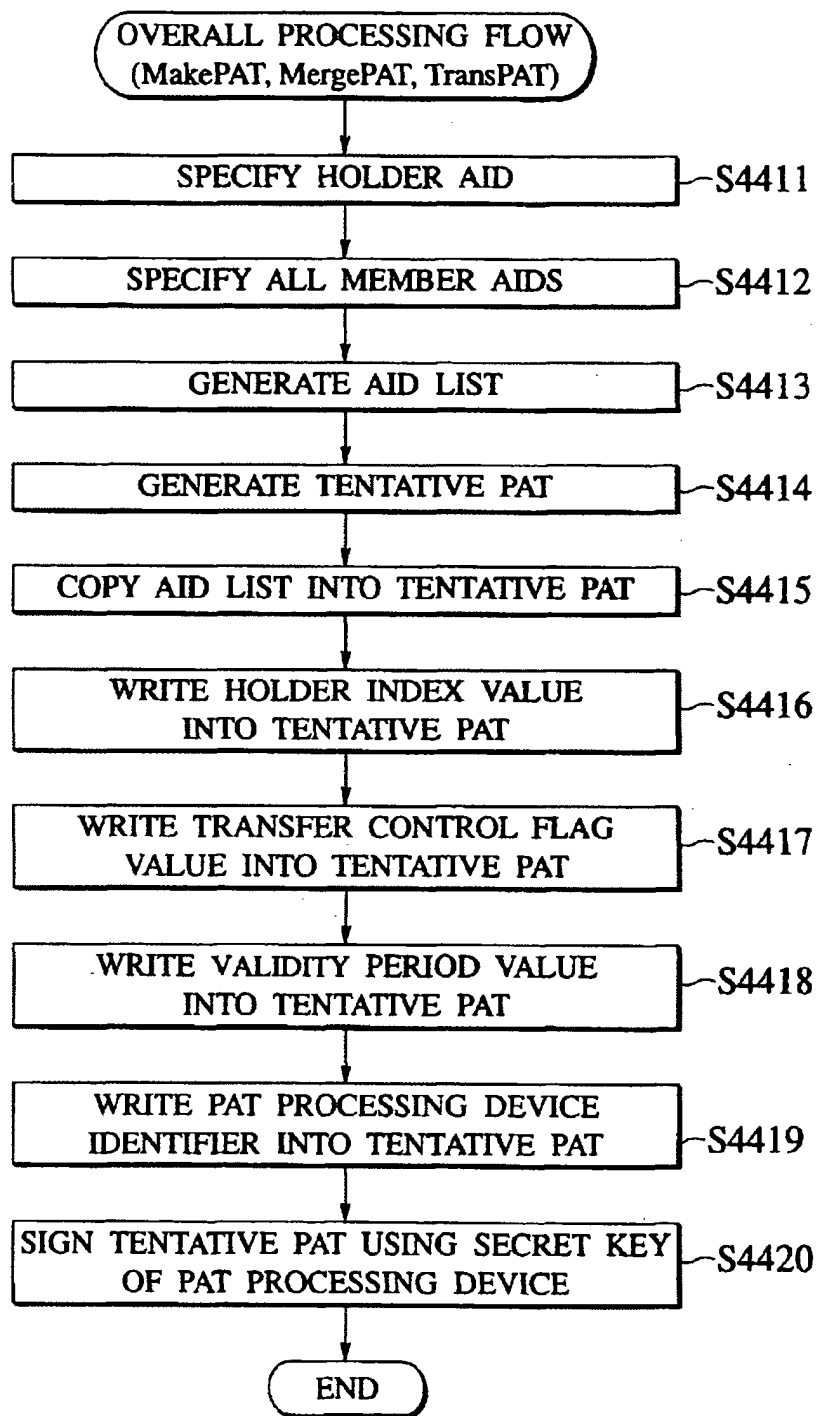 OVERALL PROCESSING FLOW
(MakePAT, MergePAT, TransPAT)
SPECIFY HOLDER AID
S4411
SPECIFY ALL MEMBER AIDS
S4412
GENERATE AID LIST
S4413
GENERATE TENTATIVE PAT
S4414
COPY AID LIST INTO TENTATIVE PAT
S4415
WRITE HOLDER INDEX VALUE
INTO TENTATIVE PAT
S4416
WRITE TRANSFER CONTROL FLAG
VALUE INTO TENTATIVE PAT
S4417
WRITE VALIDITY PERIOD VALUE
INTO TENTATIVE PAT
S4418
WRITE PAT PROCESSING DEVICE
IDENTIFIER INTO TENTATIVE PAT
S4419
SIGN TENTATIVE PAT USING SECRET KEY
OF PAT PROCESSING DEVICE
S4420
END